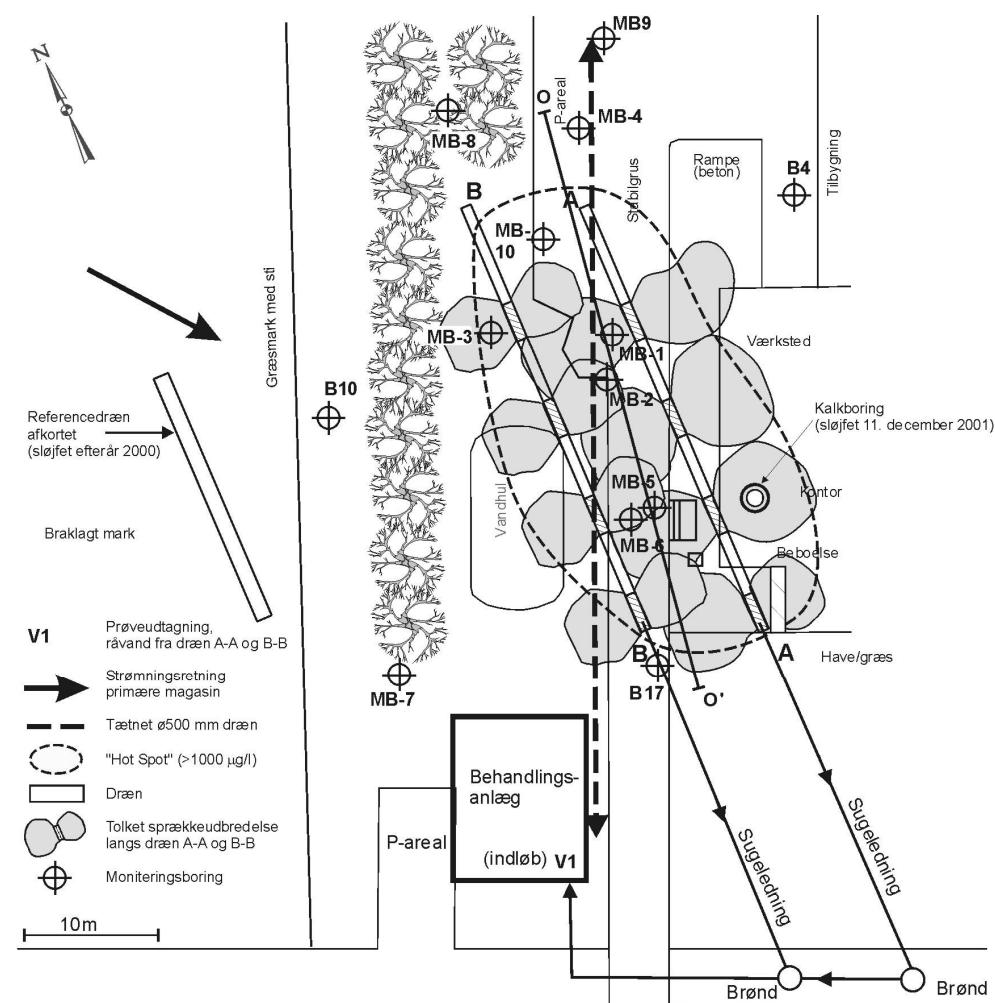 N
MB9
O
P-areal
MB-4
MB-8
Stabilgrus
Rampe
(beton)
B4
Tilbygning
B
A
MB-
10
Græsmark med sti
MB-3
MB-1
Værksted
MB-2
B10
Referencedræn
afkortet
(sløjfet efterår 2000)
Kalkboring
(sløjfet 11. december 2001)
MB-5
Kontor
Vandhul
Braklagt mark
MB-6
Beboelse
V1
Prøveudtagning,
råvand fra dræn A-A og B-B
B
A
Have/græs
B17
O'
MB-7
Strømningsretning
primære magasin
Tætnet ø500 mm dræn
"Hot Spot" (>1000 µg/l)
Dræn
Tolket sprækkeudbredelse
langs dræn A-A og B-B
Moniteringsboring
10m
Behandlings-
anlæg
(indløb) V1
P-areal
Sugeledning
Sugeledning
Brønd
Brønd